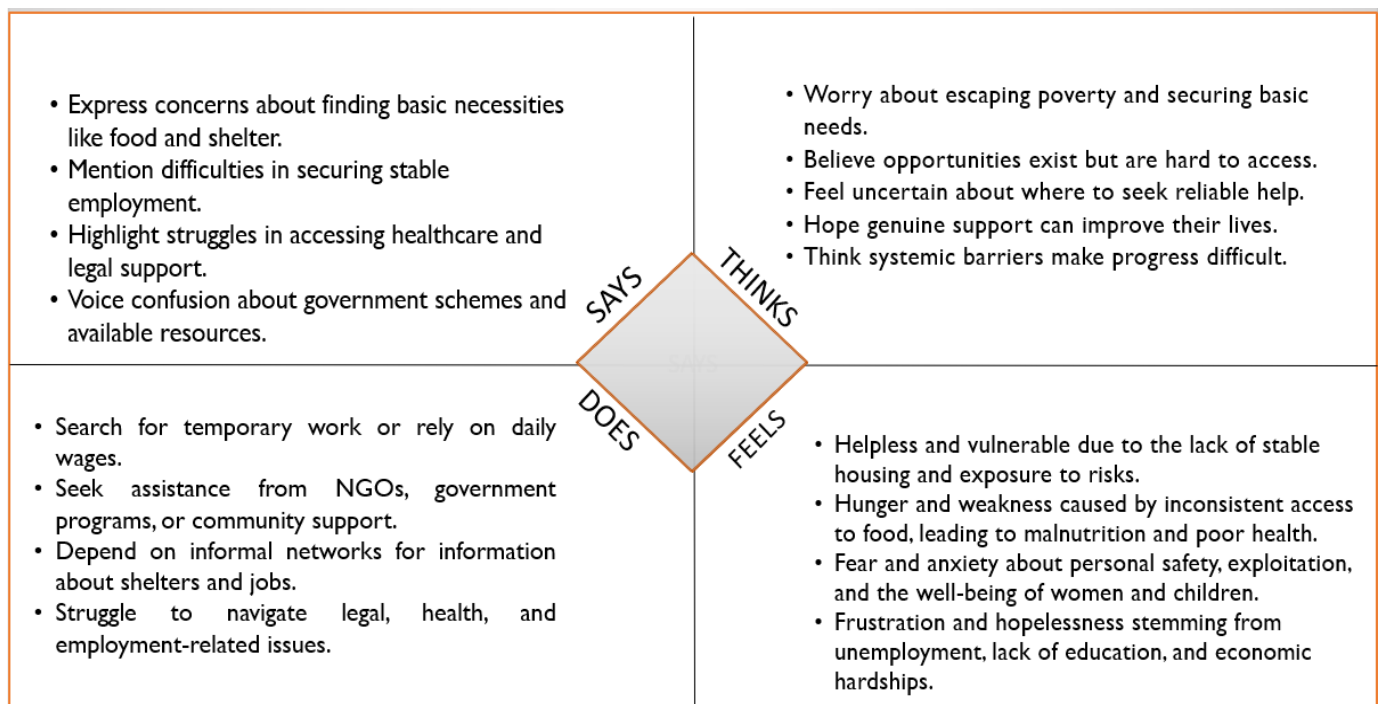 • Express concerns about finding basic necessities
like food and shelter.
• Mention difficulties in securing stable
employment.
• Highlight struggles in accessing healthcare and
legal support.
• Voice confusion about government schemes and
available resources.
• Worry about escaping poverty and securing basic
needs.
• Believe opportunities exist but are hard to access.
• Feel uncertain about where to seek reliable help.
• Hope genuine support can improve their lives.
• Think systemic barriers make progress difficult.
SAYS
THINKS
SAYS
DOES
FEELS
• Search for temporary work or rely on daily
wages.
• Seek assistance from NGOs, government
programs, or community support.
• Depend on informal networks for information
about shelters and jobs.
• Struggle to navigate legal, health, and
employment-related issues.
• Helpless and vulnerable due to the lack of stable
housing and exposure to risks.
• Hunger and weakness caused by inconsistent access
to food, leading to malnutrition and poor health.
• Fear and anxiety about personal safety, exploitation,
and the well-being of women and children.
• Frustration and hopelessness stemming from
unemployment, lack of education, and economic
hardships.